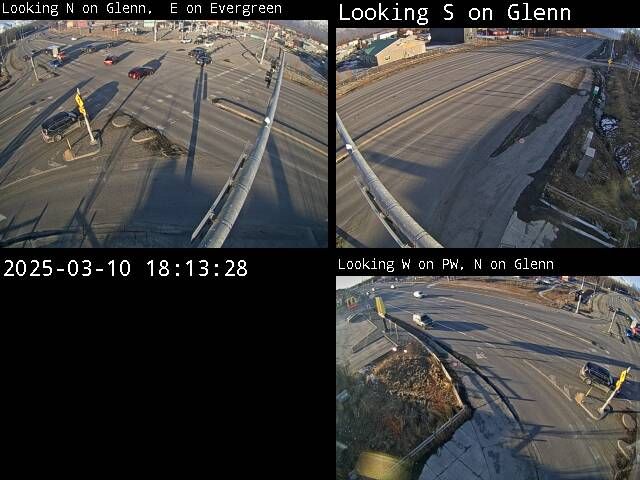 Looking N on Glenn,  E on Evergreen
Looking S on Glenn
2025-03-10 18:13:28
Looking W on PW, N on Glenn